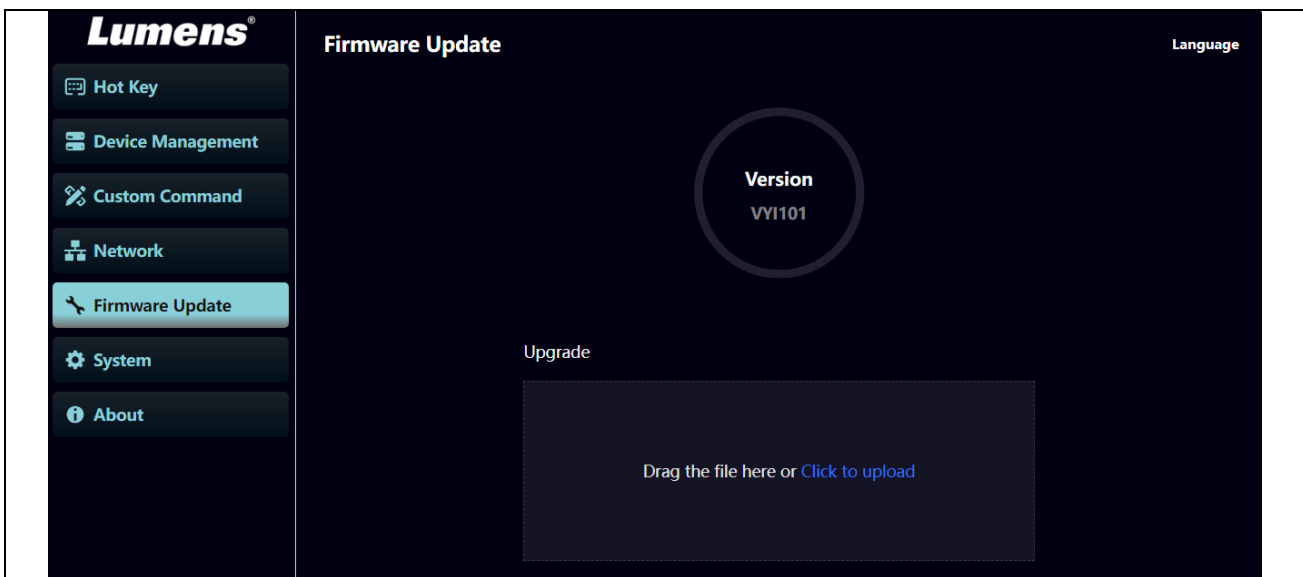 Lumens®
Firmware Update
Language
Hot Key
Device Management
Custom Command
Network
Firmware Update
System
About
Version
VYI101
Upgrade
Drag the file here or Click to upload